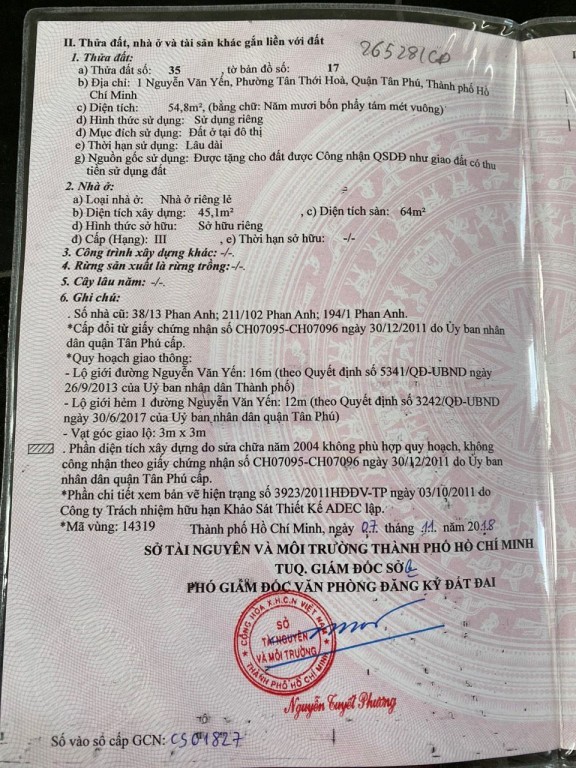 II. Thửa đất, nhà ở và tài sản khác gắn liền với đất
265281CD
1. Thửa đất:
a) Thửa đất số: 35 tờ bản đồ số: 17
b) Địa chỉ: 1 Nguyễn Văn Yến, Phường Tân Thới Hoà, Quận Tân Phú, Thành phố Hồ
Chí Minh
c) Diện tích: 54,8m², (bằng chữ: Năm mươi bốn phẩy tám mét vuông)
d) Hình thức sử dụng: Sử dụng riêng
đ) Mục đích sử dụng: Đất ở tại đô thị
e) Thời hạn sử dụng: Lâu dài
g) Nguồn gốc sử dụng: Được tặng cho đất được Công nhận QSDĐ như giao đất có thu
tiền sử dụng đất
2. Nhà ở:
a) Loại nhà ở: Nhà ở riêng lẻ
b) Diện tích xây dựng: 45,1m² , c) Diện tích sàn: 64m²
d) Hình thức sở hữu: Sở hữu riêng
đ) Cấp (Hạng): III , e) Thời hạn sở hữu: -/-
3. Công trình xây dựng khác: -/-.
4. Rừng sản xuất là rừng trồng:-/-.
5. Cây lâu năm: -/-.
6. Ghi chú:
. Số nhà cũ: 38/13 Phan Anh; 211/102 Phan Anh; 194/1 Phan Anh.
*Cấp đổi từ giấy chứng nhận số CH07095-CH07096 ngày 30/12/2011 do Ủy ban nhân
dân quận Tân Phú cấp.
*Quy hoạch giao thông:
- Lộ giới đường Nguyễn Văn Yến: 16m (theo Quyết định số 5341/QĐ-UBND ngày
26/9/2013 của Uỷ ban nhân dân Thành phố)
- Lộ giới hẻm 1 đường Nguyễn Văn Yến: 12m (theo Quyết định số 3242/QĐ-UBND
ngày 30/6/2017 của Uỷ ban nhân dân quận Tân Phú)
- Vạt góc giao lộ: 3m x 3m
. Phần diện tích xây dựng do sửa chữa năm 2004 không phù hợp quy hoạch, không
công nhận theo giấy chứng nhận số CH07095-CH07096 ngày 30/12/2011 do Ủy ban
nhân dân quận Tân Phú cấp.
*Phần chi tiết xem bản vẽ hiện trạng số 3923/2011HĐĐV-TP ngày 03/10/2011 do
Công ty Trách nhiệm hữu hạn Khảo Sát Thiết Kế ADEC lập.
*Mã vùng: 14319 Thành phố Hồ Chí Minh, ngày 07 tháng 11 năm 2018
SỞ TÀI NGUYÊN VÀ MÔI TRƯỜNG THÀNH PHỐ HỒ CHÍ MINH
TUQ. GIÁM ĐỐC SỞ
PHÓ GIÁM ĐỐC VĂN PHÒNG ĐĂNG KÝ ĐẤT ĐAI
CỘNG HÒA X.H.C.N VIỆT NAM
SỞ
TÀI NGUYÊN
VÀ MÔI TRƯỜNG
THÀNH PHỐ HỒ CHÍ MINH
Nguyễn Tuyết Phương
Số vào sổ cấp GCN: CS01827